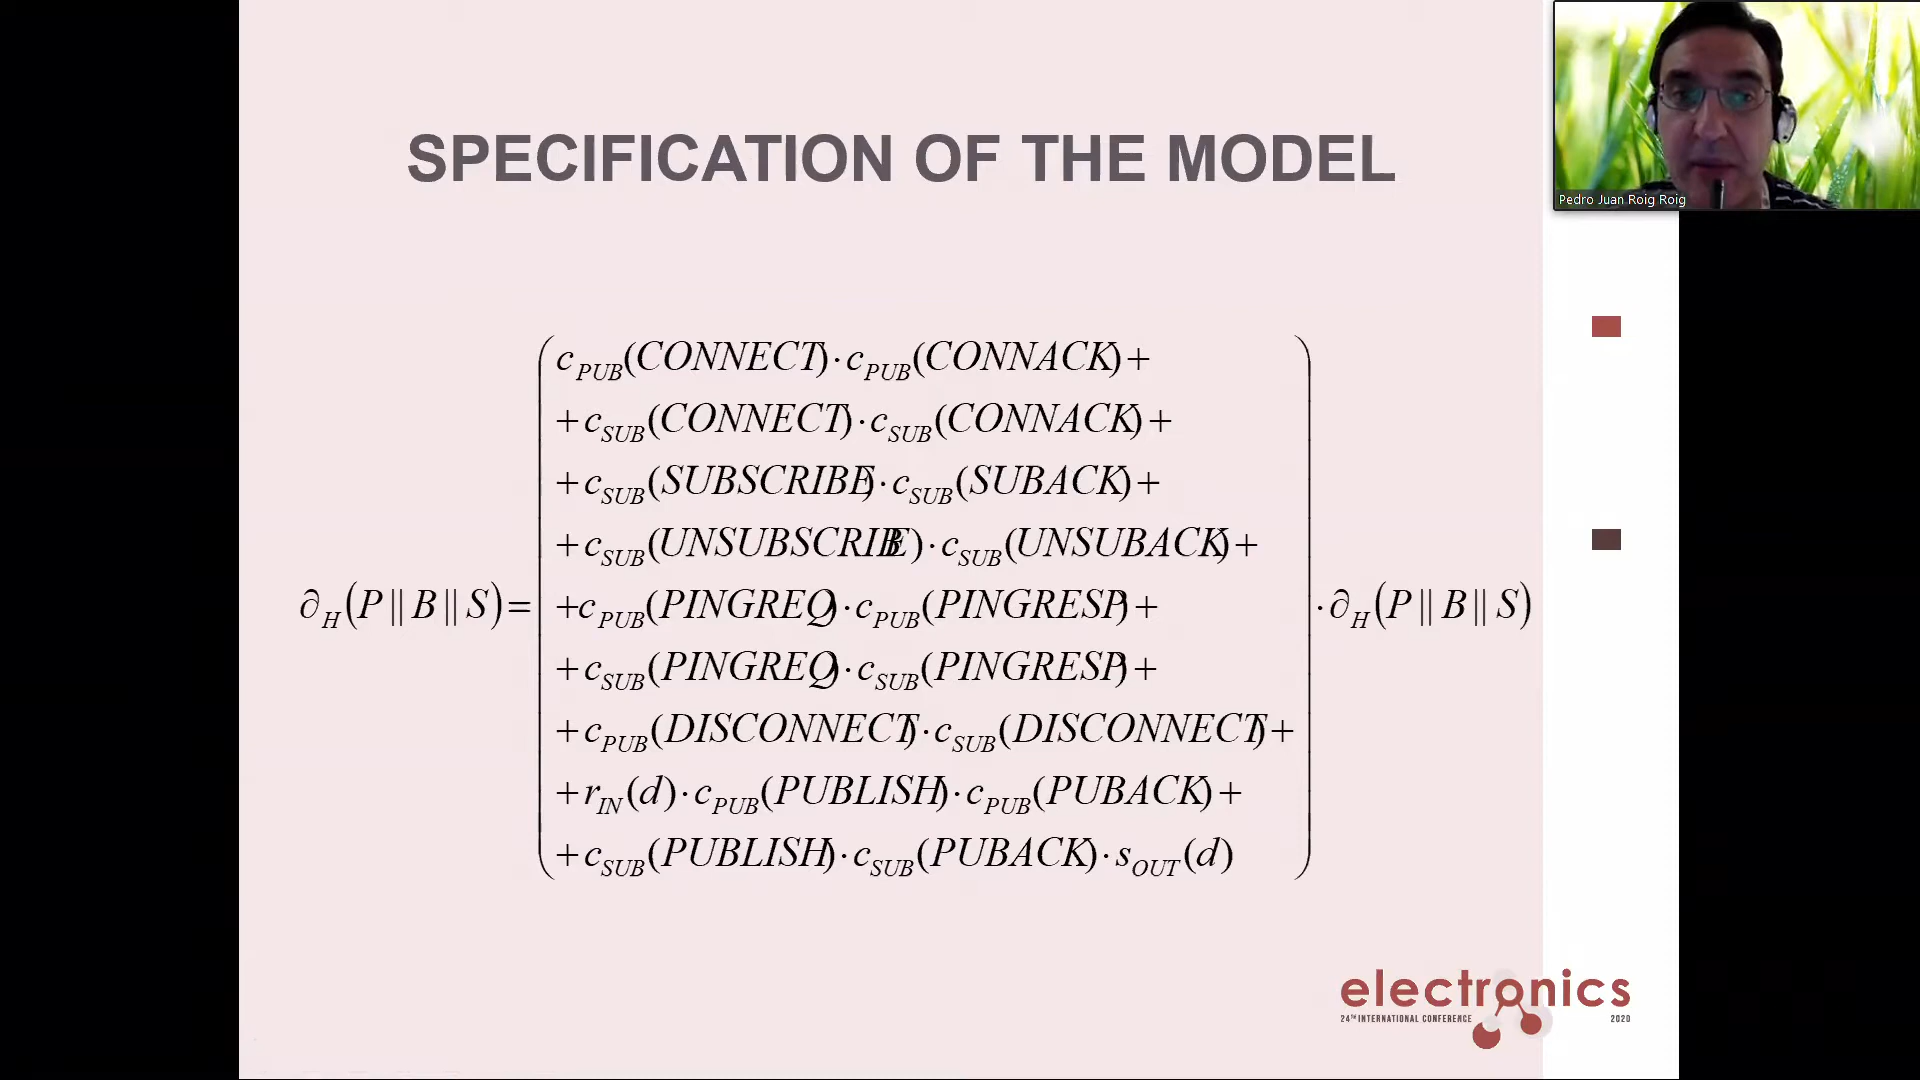 Pedro Juan Roig Roig
SPECIFICATION OF THE MODEL
c_PUB(CONNECT)·c_PUB(CONNACK)+
+c_SUB(CONNECT)·c_SUB(CONNACK)+
+c_SUB(SUBSCRIBE)·c_SUB(SUBACK)+
+c_SUB(UNSUBSCRIBE)·c_SUB(UNSUBACK)+
∂_H(P||B||S)= +c_PUB(PINGREQ)·c_PUB(PINGRESP)+ ·∂_H(P||B||S)
+c_SUB(PINGREQ)·c_SUB(PINGRESP)+
+c_PUB(DISCONNECT)·c_SUB(DISCONNECT)+
+r_IN(d)·c_PUB(PUBLISH)·c_PUB(PUBACK)+
+c_SUB(PUBLISH)·c_SUB(PUBACK)·s_OUT(d)
electronics
24TH INTERNATIONAL CONFERENCE 2020